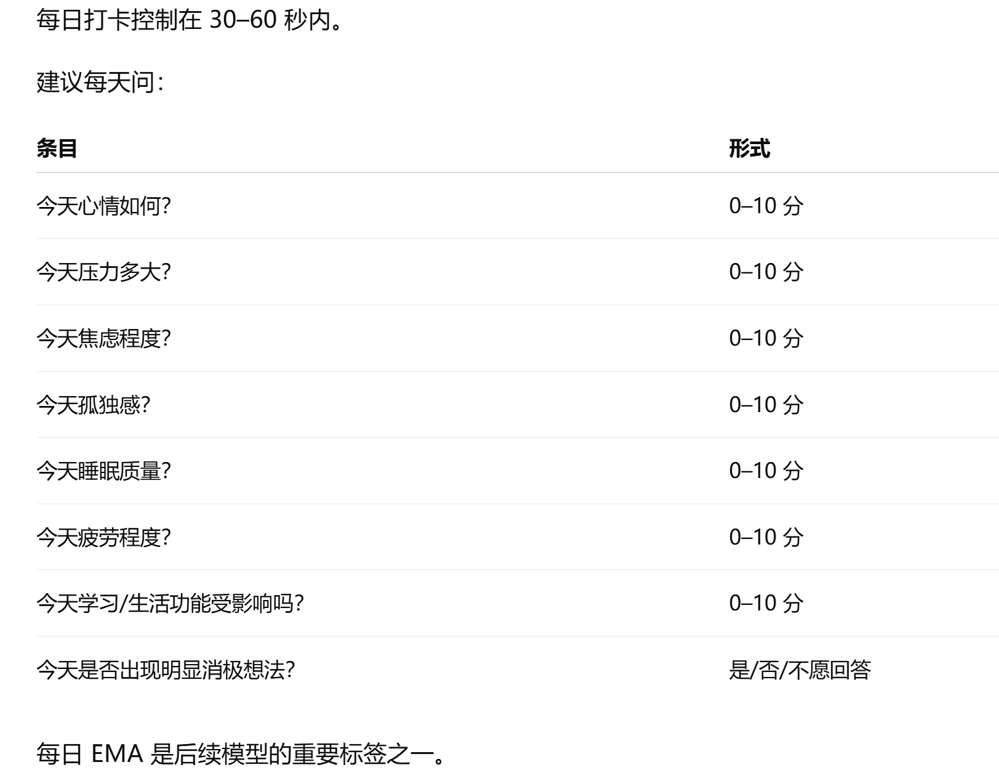 每日打卡控制在 30–60 秒内。
建议每天问：
条目 形式
今天心情如何？ 0–10 分
今天压力多大？ 0–10 分
今天焦虑程度？ 0–10 分
今天孤独感？ 0–10 分
今天睡眠质量？ 0–10 分
今天疲劳程度？ 0–10 分
今天学习/生活功能受影响吗？ 0–10 分
今天是否出现明显消极想法？ 是/否/不愿回答
每日 EMA 是后续模型的重要标签之一。